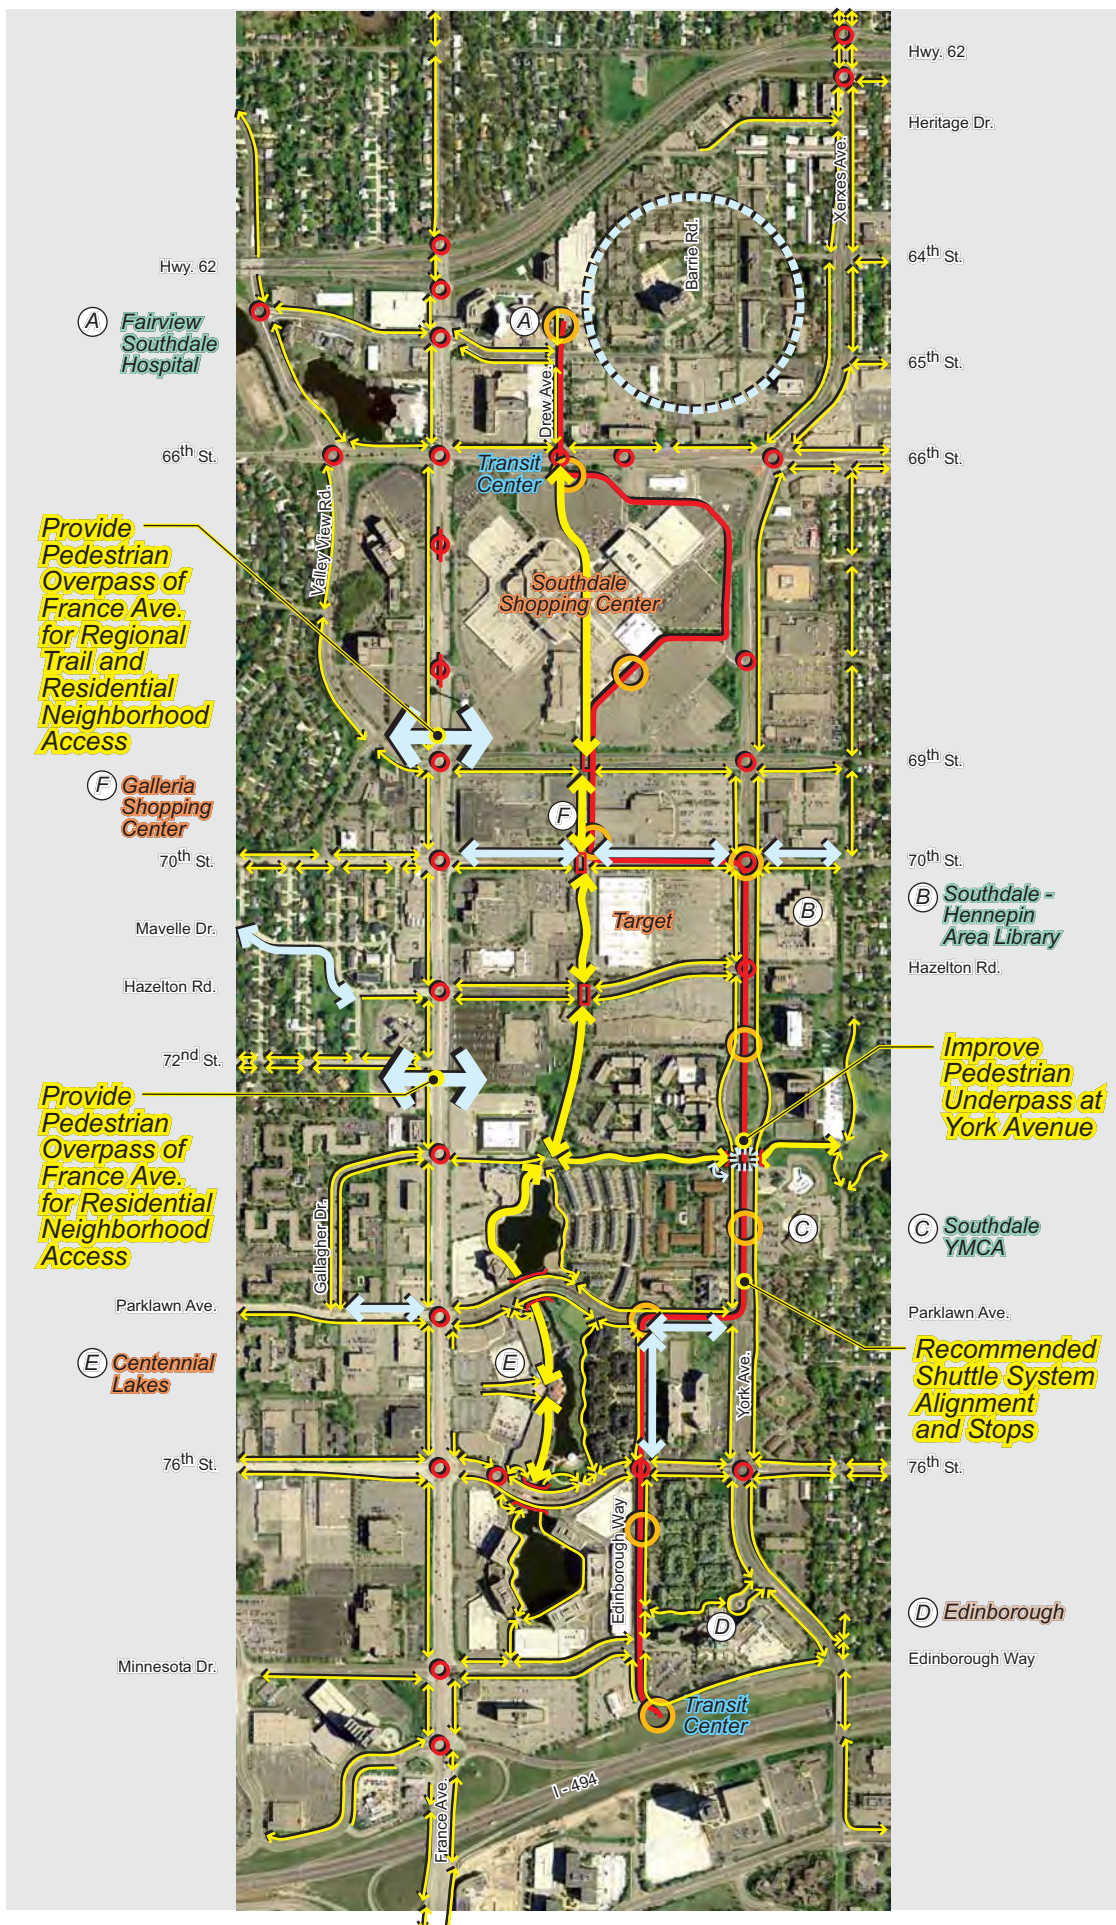 Hwy. 62
Heritage Dr.
Xerxes Ave.
Barrie Rd.
64th St.
Hwy. 62
A Fairview
Southdale
Hospital
A
65th St.
Drew Ave.
66th St.
Transit
Center
66th St.
Valley View Rd.
Provide
Pedestrian
Overpass of
France Ave.
for Regional
Trail and
Residential
Neighborhood
Access
Southdale
Shopping Center
69th St.
F Galleria
Shopping
Center
F
70th St.
70th St.
B Southdale -
Hennepin
Area Library
B
Target
Mavelle Dr.
Hazelton Rd.
Hazelton Rd.
72nd St.
Improve
Pedestrian
Underpass at
York Avenue
Provide
Pedestrian
Overpass of
France Ave.
for Residential
Neighborhood
Access
Gallagher Dr.
C
C Southdale
YMCA
Parklawn Ave.
Parklawn Ave.
E Centennial
Lakes
E
Recommended
Shuttle System
Alignment
and Stops
York Ave.
76th St.
76th St.
Edinborough Way
D
D Edinborough
Minnesota Dr.
Edinborough Way
Transit
Center
I - 494
France Ave.